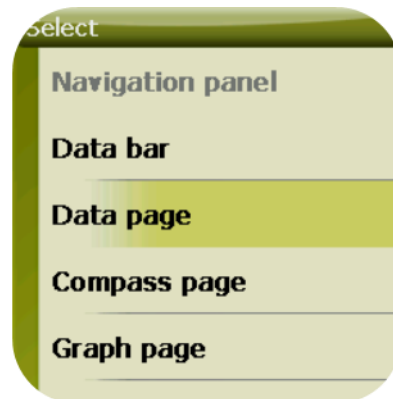 Select
Navigation panel
Data bar
Data page
Compass page
Graph page